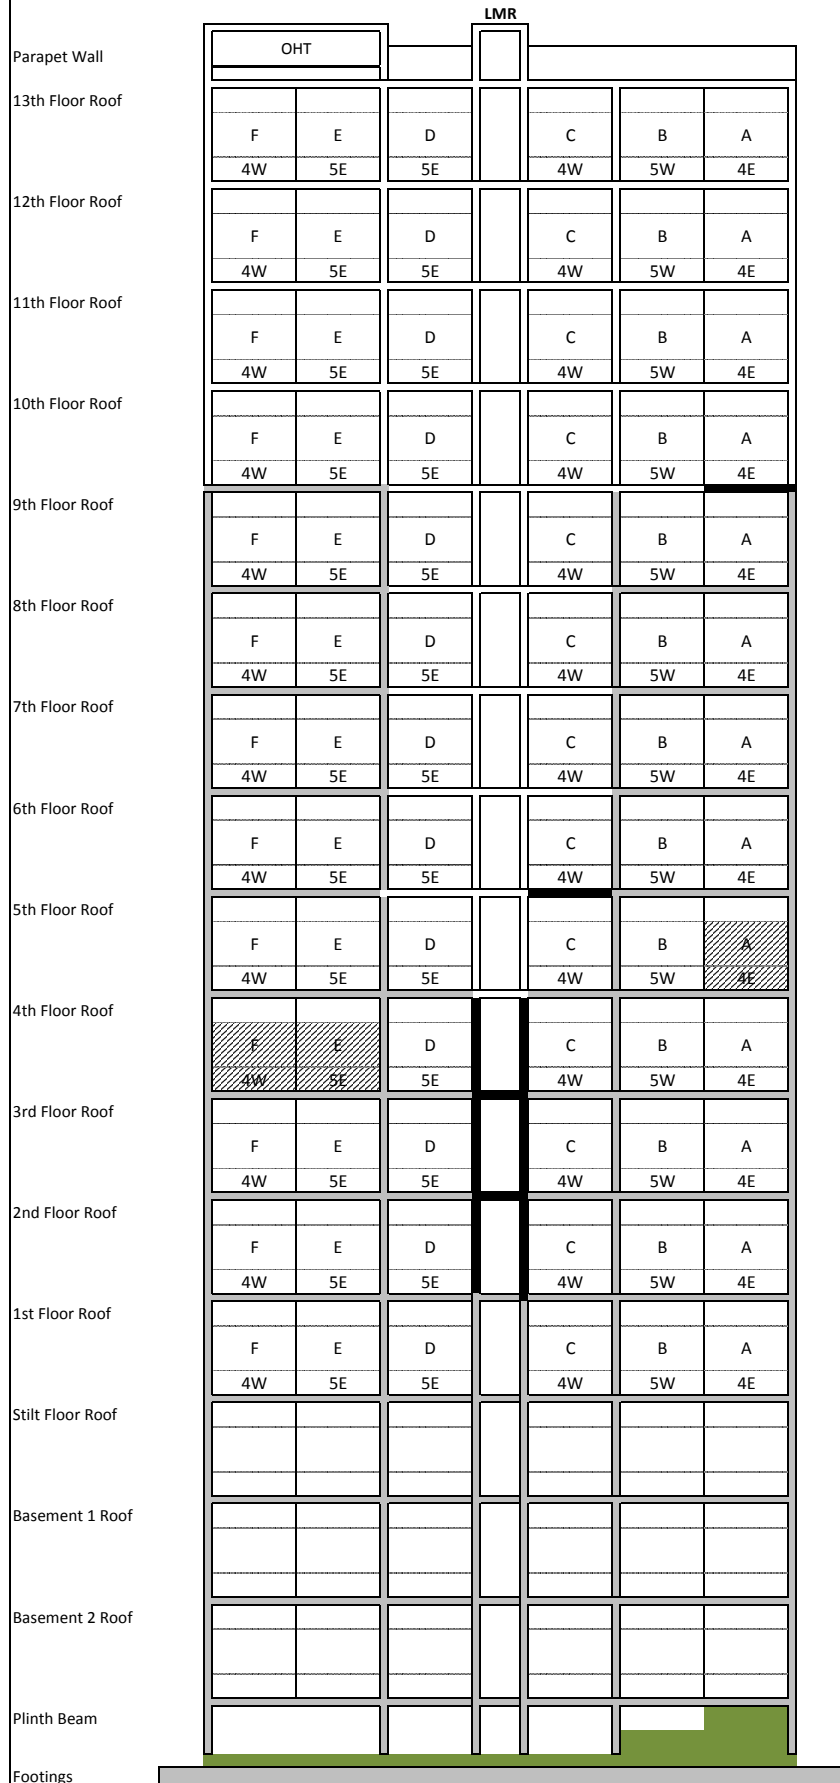 LMR
OHT
Parapet Wall
13th Floor Roof
F E D C B A
4W 5E 5E 4W 5W 4E
12th Floor Roof
F E D C B A
4W 5E 5E 4W 5W 4E
11th Floor Roof
F E D C B A
4W 5E 5E 4W 5W 4E
10th Floor Roof
F E D C B A
4W 5E 5E 4W 5W 4E
9th Floor Roof
F E D C B A
4W 5E 5E 4W 5W 4E
8th Floor Roof
F E D C B A
4W 5E 5E 4W 5W 4E
7th Floor Roof
F E D C B A
4W 5E 5E 4W 5W 4E
6th Floor Roof
F E D C B A
4W 5E 5E 4W 5W 4E
5th Floor Roof
F E D C B A
4W 5E 5E 4W 5W 4E
4th Floor Roof
F E D C B A
4W 5E 5E 4W 5W 4E
3rd Floor Roof
F E D C B A
4W 5E 5E 4W 5W 4E
2nd Floor Roof
F E D C B A
4W 5E 5E 4W 5W 4E
1st Floor Roof
F E D C B A
4W 5E 5E 4W 5W 4E
Stilt Floor Roof
Basement 1 Roof
Basement 2 Roof
Plinth Beam
Footings